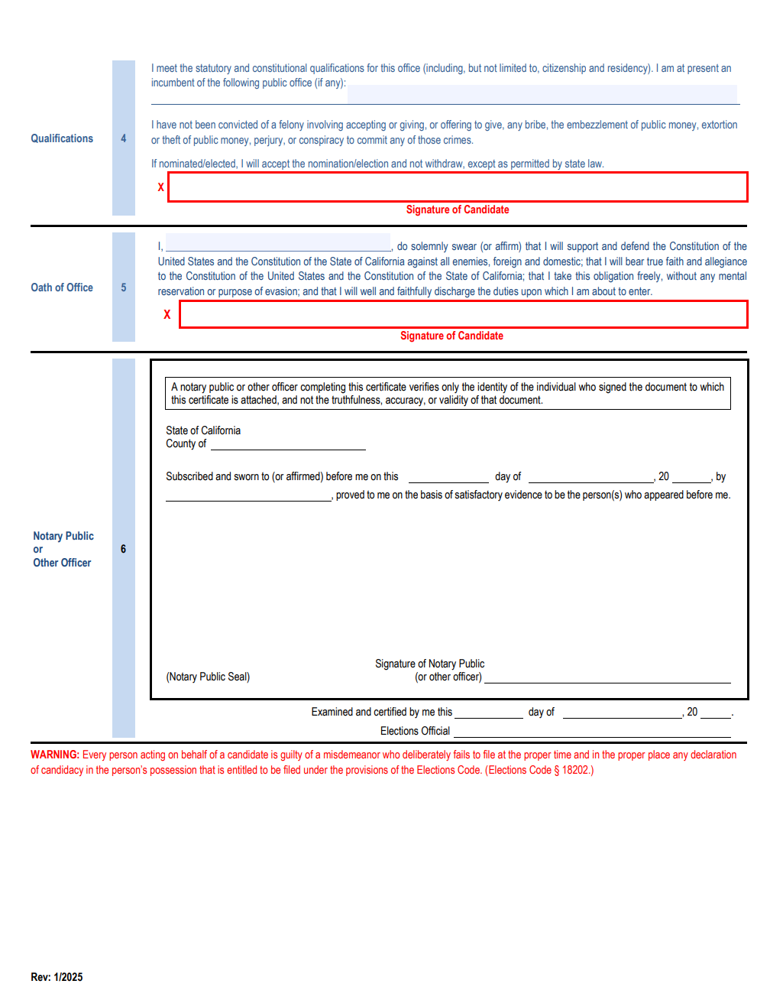 I meet the statutory and constitutional qualifications for this office (including, but not limited to, citizenship and residency). I am at present an
incumbent of the following public office (if any):
I have not been convicted of a felony involving accepting or giving, or offering to give, any bribe, the embezzlement of public money, extortion
Qualifications 4
or theft of public money, perjury, or conspiracy to commit any of those crimes.
If nominated/elected, I will accept the nomination/election and not withdraw, except as permitted by state law.
X
Signature of Candidate
I, , do solemnly swear (or affirm) that I will support and defend the Constitution of the
United States and the Constitution of the State of California against all enemies, foreign and domestic; that I will bear true faith and allegiance
to the Constitution of the United States and the Constitution of the State of California; that I take this obligation freely, without any mental
Oath of Office 5
reservation or purpose of evasion; and that I will well and faithfully discharge the duties upon which I am about to enter.
X
Signature of Candidate
A notary public or other officer completing this certificate verifies only the identity of the individual who signed the document to which
this certificate is attached, and not the truthfulness, accuracy, or validity of that document.
State of California
County of
Subscribed and sworn to (or affirmed) before me on this day of , 20 , by
, proved to me on the basis of satisfactory evidence to be the person(s) who appeared before me.
Notary Public
or 6
Other Officer
Signature of Notary Public
(Notary Public Seal) (or other officer)
Examined and certified by me this day of , 20 .
Elections Official
WARNING: Every person acting on behalf of a candidate is guilty of a misdemeanor who deliberately fails to file at the proper time and in the proper place any declaration
of candidacy in the person's possession that is entitled to be filed under the provisions of the Elections Code. (Elections Code § 18202.)
Rev: 1/2025